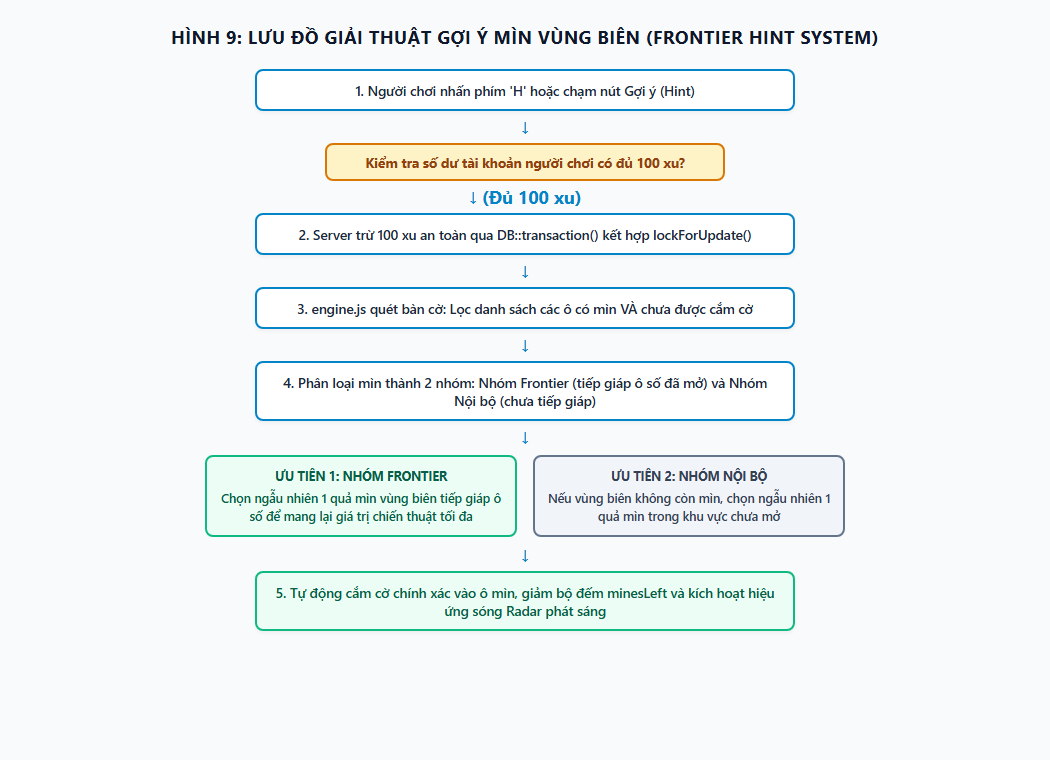 HÌNH 9: LƯU ĐỒ GIẢI THUẬT GỢI Ý MÌN VÙNG BIÊN (FRONTIER HINT SYSTEM)
1. Người chơi nhấn phím 'H' hoặc chạm nút Gợi ý (Hint)
↓
Kiểm tra số dư tài khoản người chơi có đủ 100 xu?
↓ (Đủ 100 xu)
2. Server trừ 100 xu an toàn qua DB::transaction() kết hợp lockForUpdate()
↓
3. engine.js quét bàn cờ: Lọc danh sách các ô có mìn VÀ chưa được cắm cờ
↓
4. Phân loại mìn thành 2 nhóm: Nhóm Frontier (tiếp giáp ô số đã mở) và Nhóm
Nội bộ (chưa tiếp giáp)
↓
ƯU TIÊN 1: NHÓM FRONTIER
Chọn ngẫu nhiên 1 quả mìn vùng biên tiếp giáp ô
số để mang lại giá trị chiến thuật tối đa
ƯU TIÊN 2: NHÓM NỘI BỘ
Nếu vùng biên không còn mìn, chọn ngẫu nhiên 1
quả mìn trong khu vực chưa mở
↓
5. Tự động cắm cờ chính xác vào ô mìn, giảm bộ đếm minesLeft và kích hoạt hiệu
ứng sóng Radar phát sáng